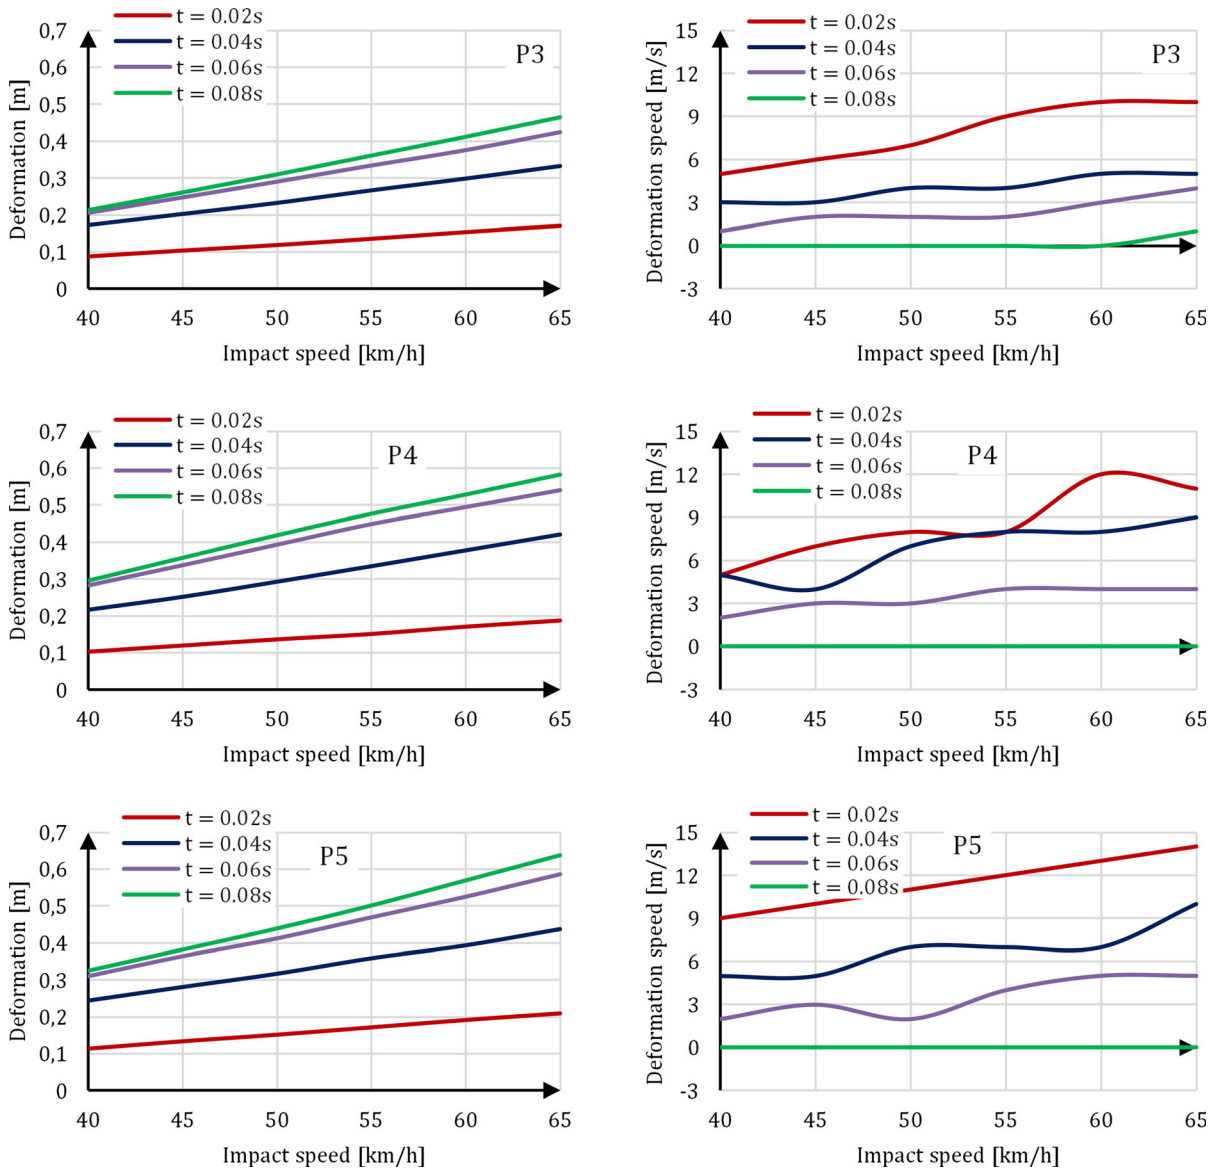 t = 0.02s
t = 0.04s
t = 0.06s
t = 0.08s
P3
Deformation [m]
0,7
0,6
0,5
0,4
0,3
0,2
0,1
0
40 45 50 55 60 65
Impact speed [km/h]
t = 0.02s
t = 0.04s
t = 0.06s
t = 0.08s
P3
Deformation speed [m/s]
15
12
9
6
3
0
-3
40 45 50 55 60 65
Impact speed [km/h]
t = 0.02s
t = 0.04s
t = 0.06s
t = 0.08s
P4
Deformation [m]
0,7
0,6
0,5
0,4
0,3
0,2
0,1
0
40 45 50 55 60 65
Impact speed [km/h]
t = 0.02s
t = 0.04s
t = 0.06s
t = 0.08s
P4
Deformation speed [m/s]
15
12
9
6
3
0
-3
40 45 50 55 60 65
Impact speed [km/h]
t = 0.02s
t = 0.04s
t = 0.06s
t = 0.08s
P5
Deformation [m]
0,7
0,6
0,5
0,4
0,3
0,2
0,1
0
40 45 50 55 60 65
Impact speed [km/h]
t = 0.02s
t = 0.04s
t = 0.06s
t = 0.08s
P5
Deformation speed [m/s]
15
12
9
6
3
0
-3
40 45 50 55 60 65
Impact speed [km/h]